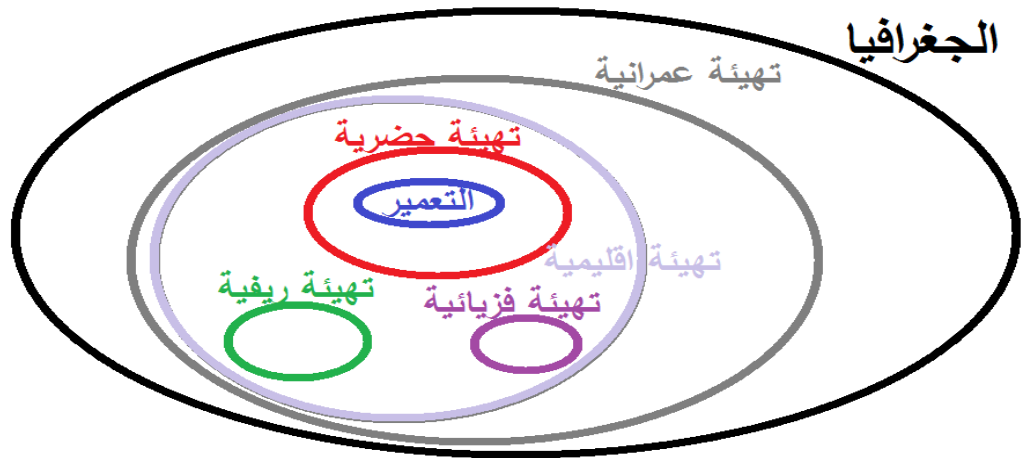 الجغرافيا
تهيئة عمرانية
تهيئة حضرية
التعمير
تهيئة اقليمية
تهيئة ريفية
تهيئة فزيائية